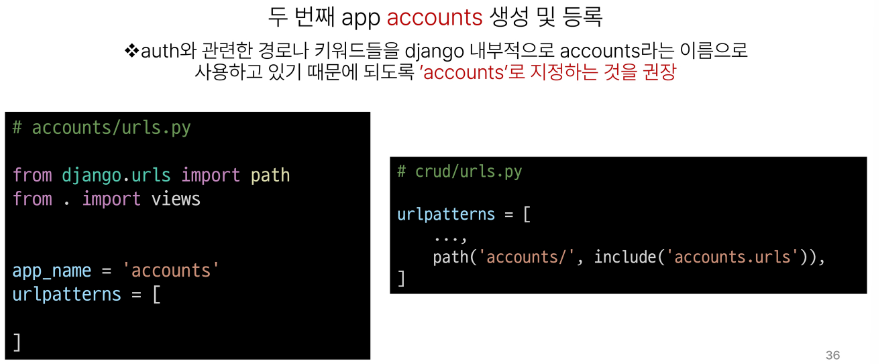 두 번째 app accounts 생성 및 등록
❖auth와 관련한 경로나 키워드들을 django 내부적으로 accounts라는 이름으로
사용하고 있기 때문에 되도록 'accounts'로 지정하는 것을 권장
# accounts/urls.py
from django.urls import path
from . import views
app_name = 'accounts'
urlpatterns = [
]
# crud/urls.py
urlpatterns = [
    ...,
    path('accounts/', include('accounts.urls')),
]
36